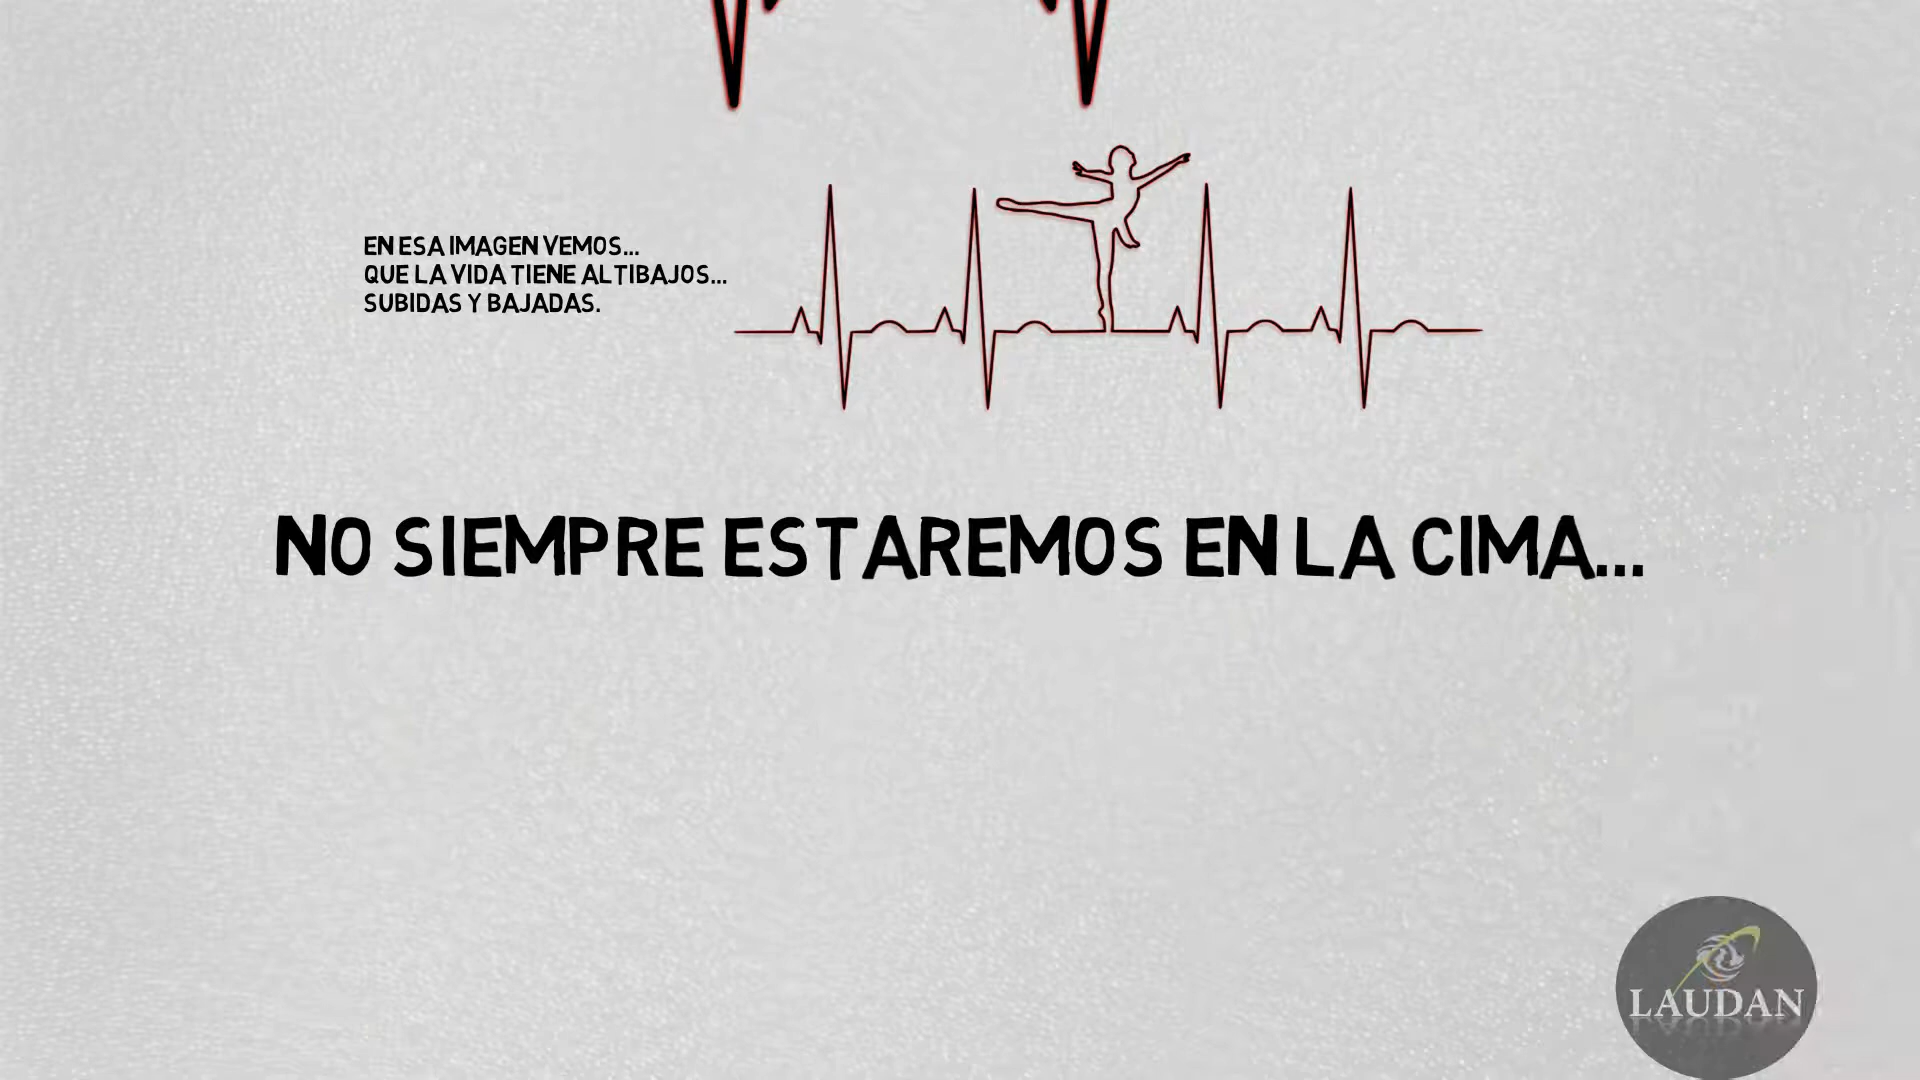 EN ESA IMAGEN VEMOS...
QUE LA VIDA TIENE ALTIBAJOS...
SUBIDAS Y BAJADAS.
NO SIEMPRE ESTAREMOS EN LA CIMA...
LAUDAN